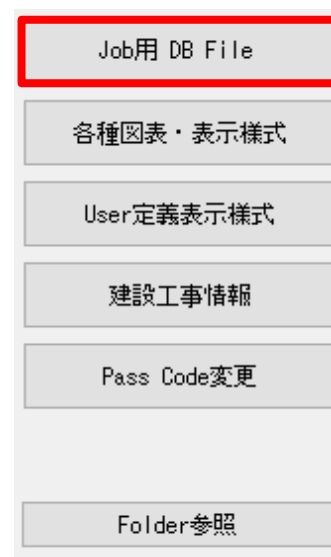 Job用 DB File
各種図表・表示様式
User定義表示様式
建設工事情報
Pass Code変更
Folder参照